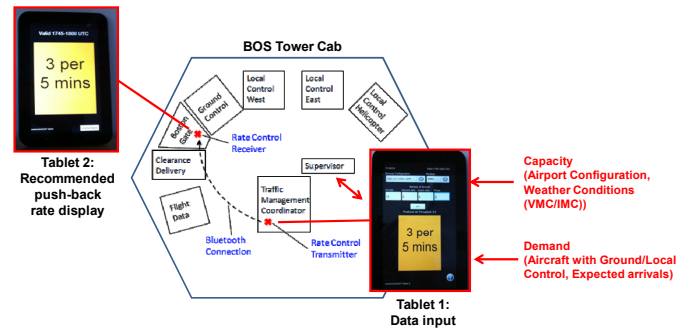 Valid 1745-1800 UTC
3 per
5 mins
Tablet 2:
Recommended
push-back
rate display
BOS Tower Cab
Boston
Gate
Ground
Control
Local
Control
West
Local
Control
East
Local
Control
Helicopter
Rate Control
Receiver
Clearance
Delivery
Flight
Data
Bluetooth
Connection
Traffic
Management
Coordinator
Supervisor
Rate Control
Transmitter
3 per
5 mins
Tablet 1:
Data input
Capacity
(Airport Configuration,
Weather Conditions
(VMC/IMC))
Demand
(Aircraft with Ground/Local
Control, Expected arrivals)